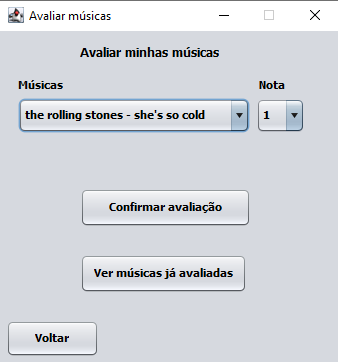 Avaliar músicas
Avaliar minhas músicas
Músicas Nota
the rolling stones - she's so cold 1
Confirmar avaliação
Ver músicas já avaliadas
Voltar